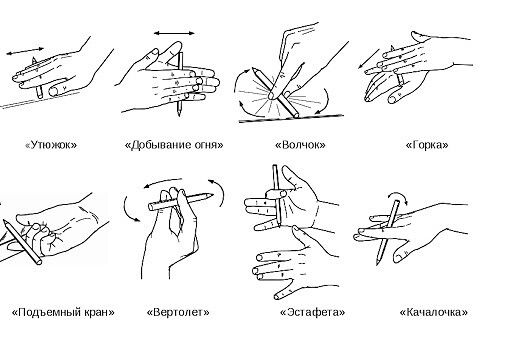 «Утюжок» «Добывание огня» «Волчок» «Горка»
«Подъемный кран» «Вертолет» «Эстафета» «Качалочка»